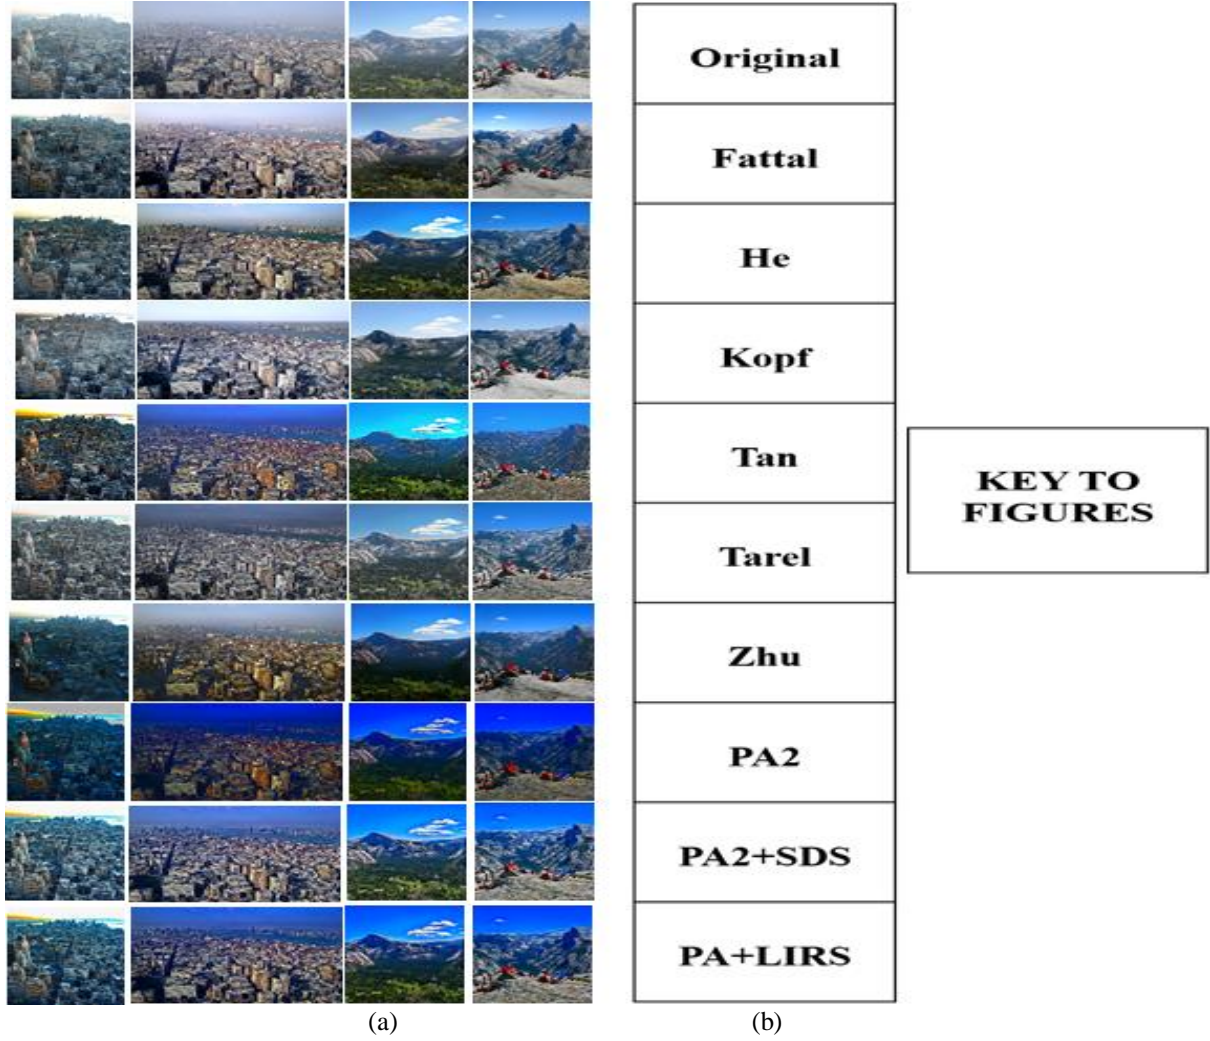 Original
Fattal
He
Kopf
Tan
Tarel
Zhu
PA2
PA2+SDS
PA+LIRS
KEY TO
FIGURES
(a)
(b)